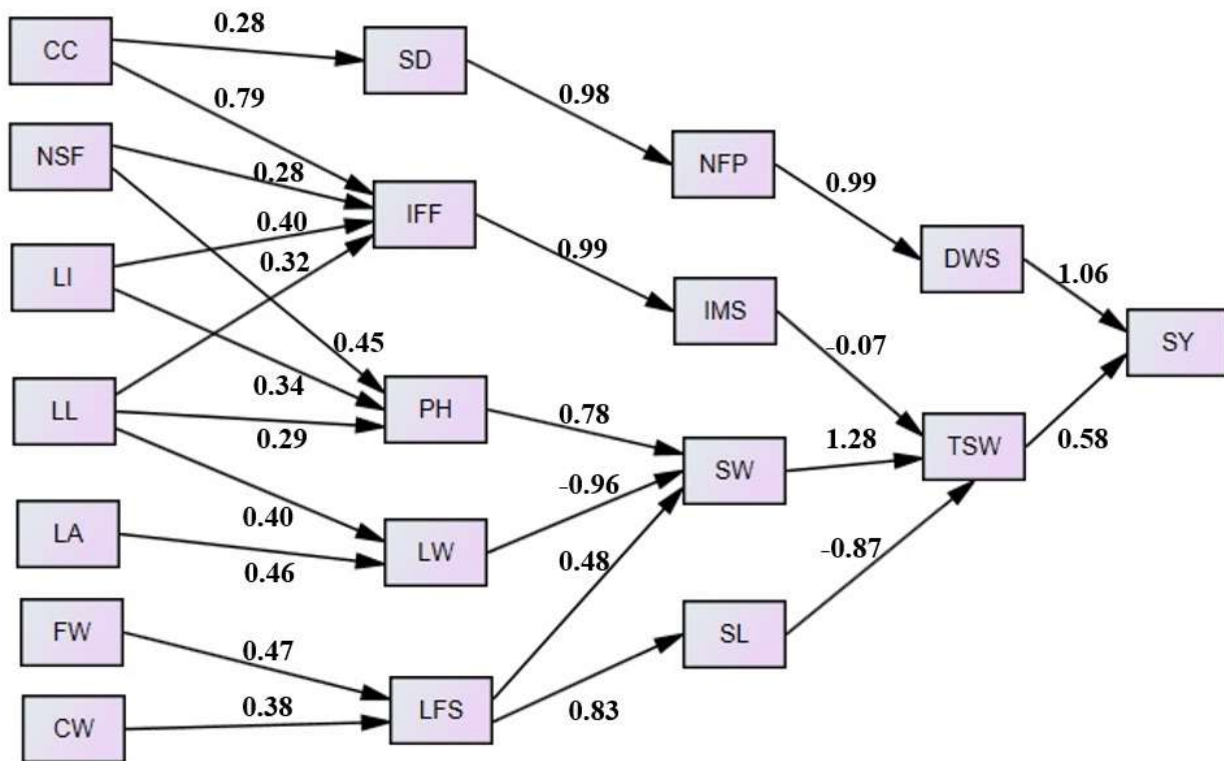 CC
0.28
SD
0.79
0.98
NSF
0.28
NFP
0.99
IFF
0.40
LI
0.32
0.99
DWS
1.06
IMS
SY
0.45
-0.07
LL
0.34
PH
0.29
0.78
TSW
0.58
SW
1.28
-0.96
0.40
LA
LW
0.46
0.48
-0.87
FW
SL
0.47
LFS
0.83
CW
0.38